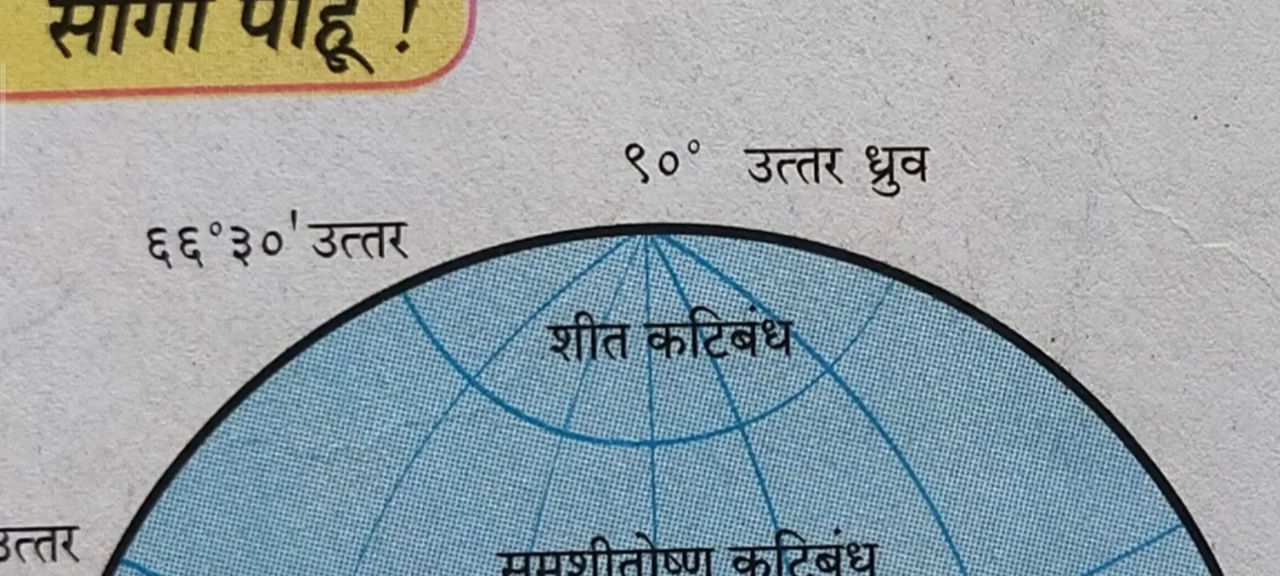 सांगा पाहू !
९०° उत्तर ध्रुव
६६°३०' उत्तर
शीत कटिबंध
उत्तर
समशीतोष्ण कटिबंध